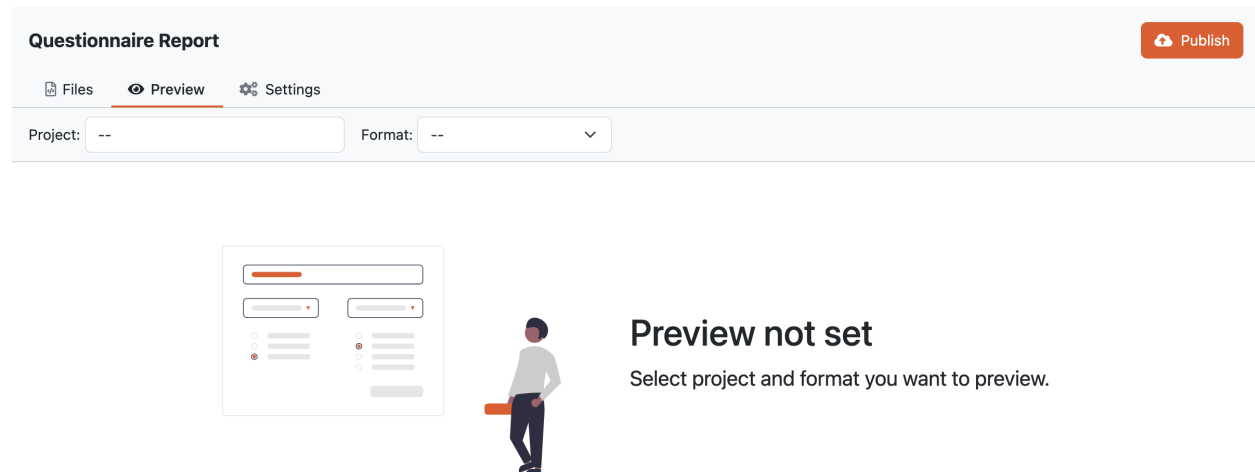 Questionnaire Report
Publish
Files Preview Settings
Project: -- Format: --
Preview not set
Select project and format you want to preview.